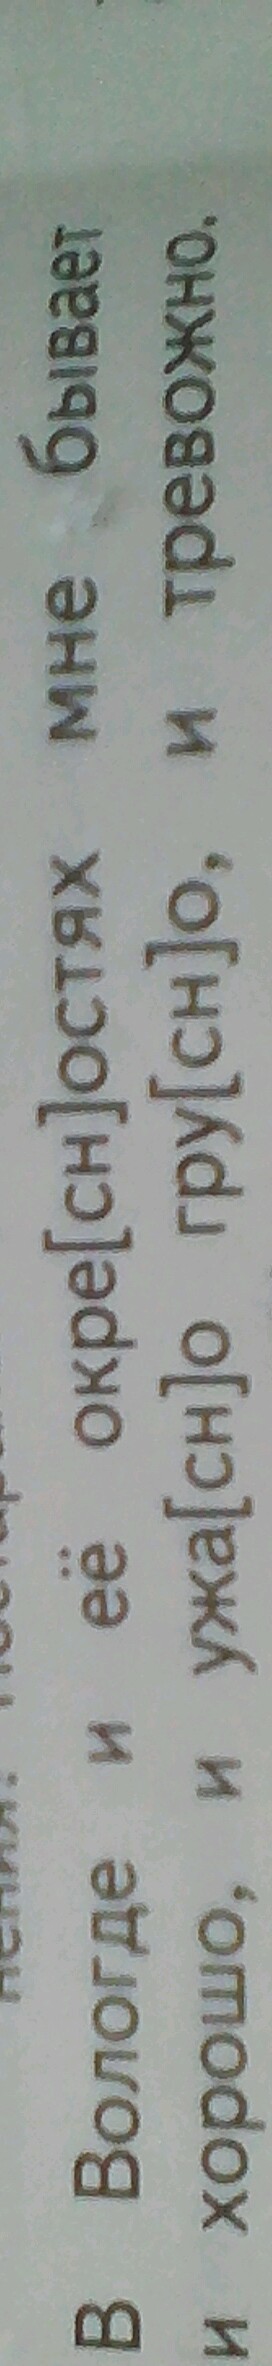 В Вологде и её окре[сн]остях мне бывает
и хорошо, и ужа[сн]о гру[сн]о, и тревожно.